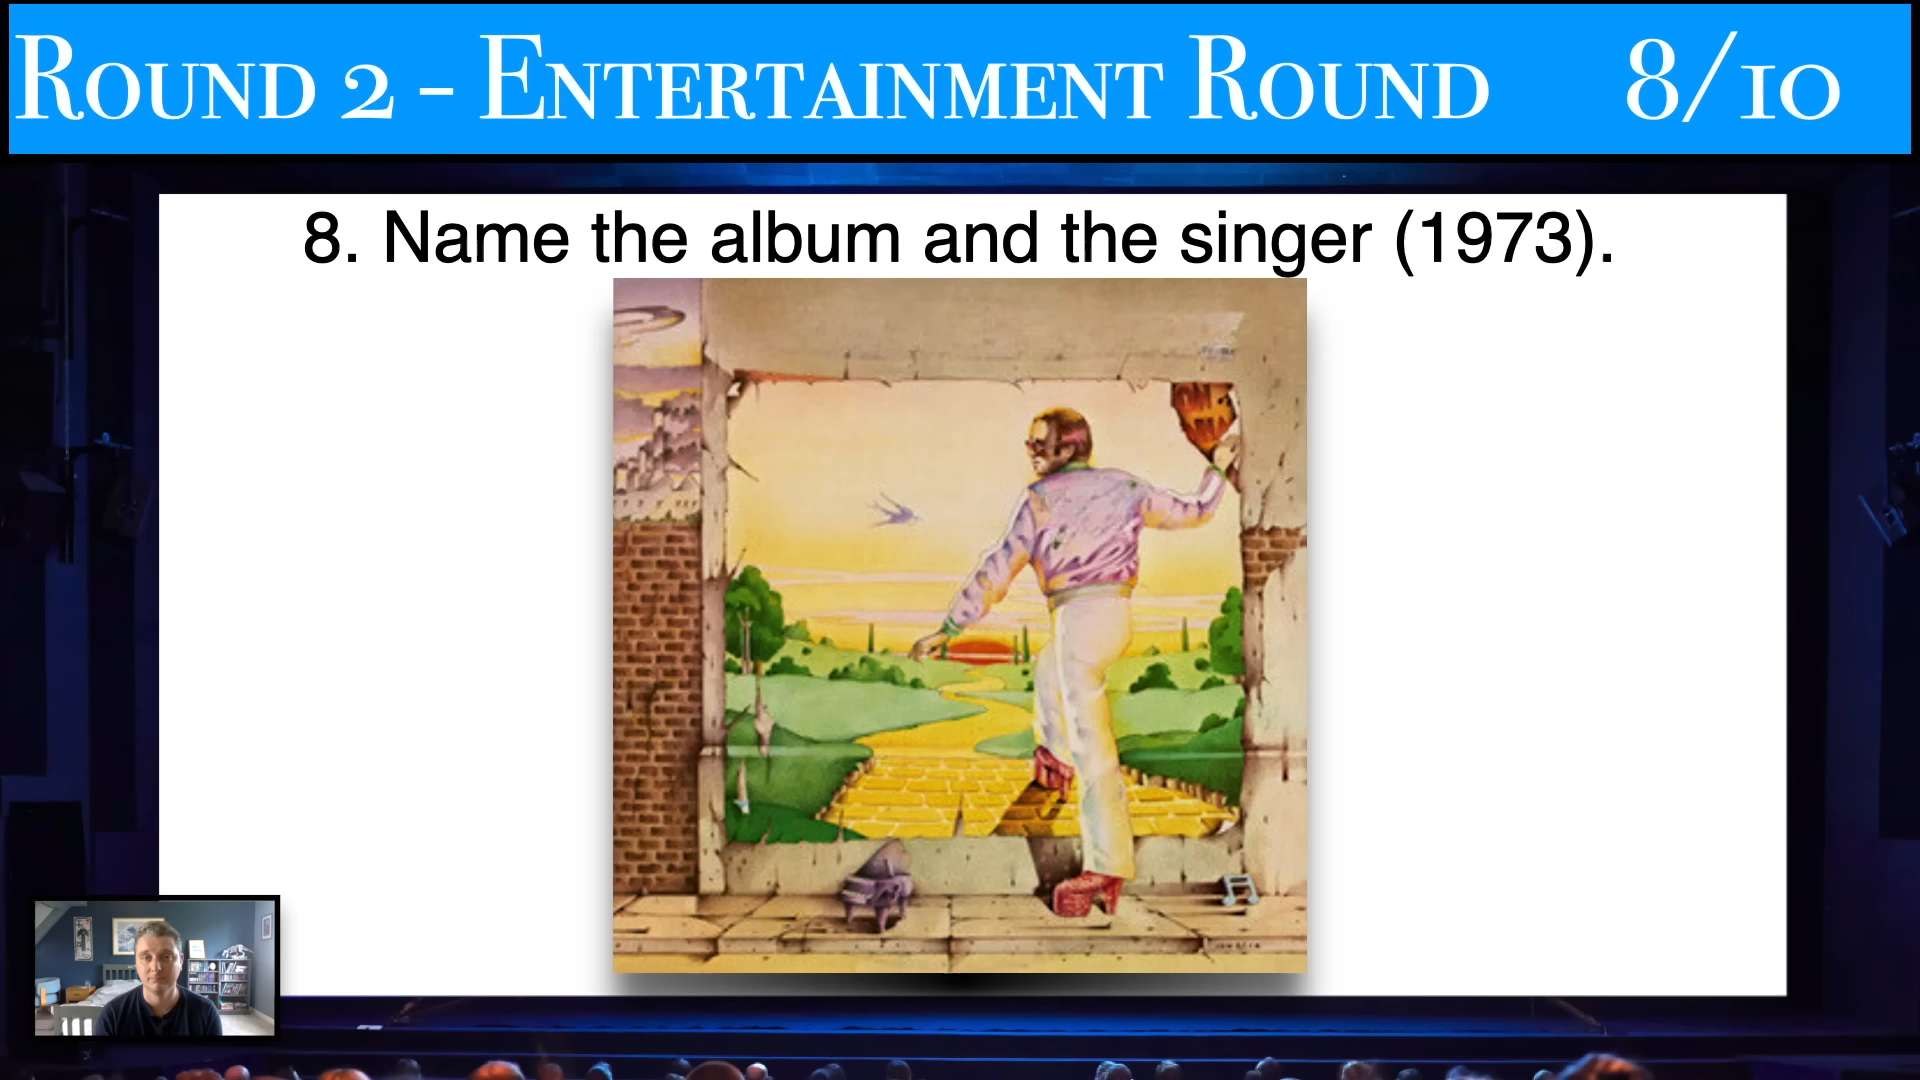 Round 2 - Entertainment Round 8/10
8. Name the album and the singer (1973).